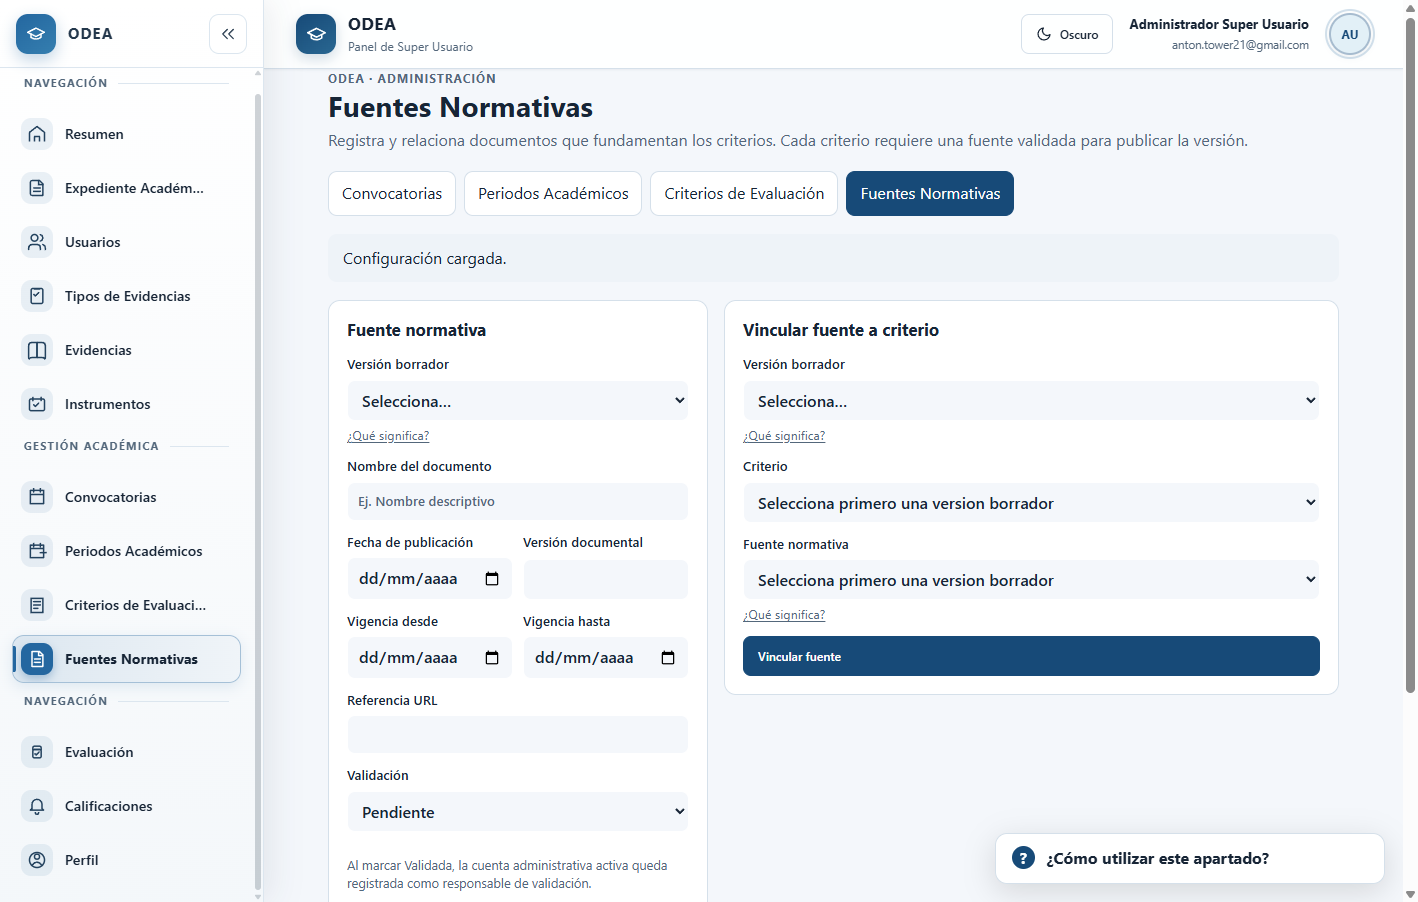 ODEA
NAVEGACIÓN
Resumen
Expediente Académ...
Usuarios
Tipos de Evidencias
Evidencias
Instrumentos
GESTIÓN ACADÉMICA
Convocatorias
Periodos Académicos
Criterios de Evaluaci...
Fuentes Normativas
NAVEGACIÓN
Evaluación
Calificaciones
Perfil
ODEA
Panel de Super Usuario
Oscuro
Administrador Super Usuario
anton.tower21@gmail.com
AU
ODEA · ADMINISTRACIÓN
Fuentes Normativas
Registra y relaciona documentos que fundamentan los criterios. Cada criterio requiere una fuente validada para publicar la versión.
Convocatorias
Periodos Académicos
Criterios de Evaluación
Fuentes Normativas
Configuración cargada.
Fuente normativa
Versión borrador
Selecciona...
¿Qué significa?
Nombre del documento
Ej. Nombre descriptivo
Fecha de publicación
Versión documental
dd/mm/aaaa
Vigencia desde
Vigencia hasta
dd/mm/aaaa
dd/mm/aaaa
Referencia URL
Validación
Pendiente
Al marcar Validada, la cuenta administrativa activa queda
registrada como responsable de validación.
Vincular fuente a criterio
Versión borrador
Selecciona...
¿Qué significa?
Criterio
Selecciona primero una version borrador
Fuente normativa
Selecciona primero una version borrador
¿Qué significa?
Vincular fuente
? ¿Cómo utilizar este apartado?